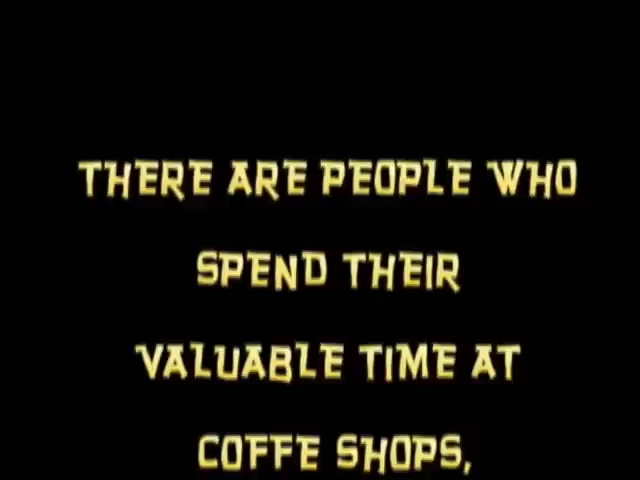 THERE ARE PEOPLE WHO
SPEND THEIR
VALUABLE TIME AT
COFFE SHOPS,